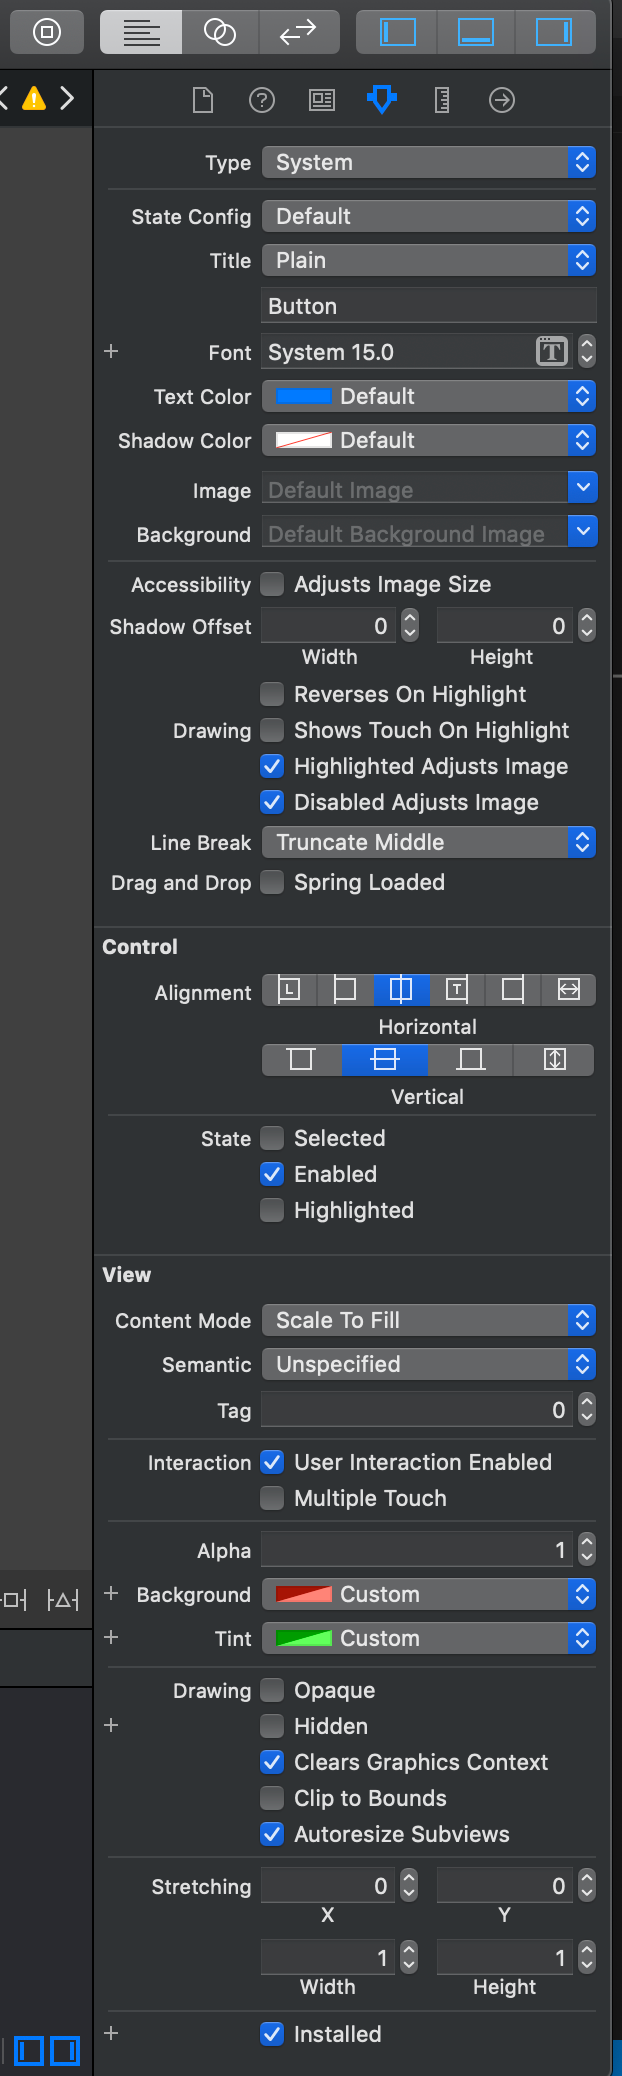 Type System
State Config Default
Title Plain
Button
Font System 15.0 T
Text Color Default
Shadow Color Default
Image Default Image
Background Default Background Image
Accessibility Adjusts Image Size
Shadow Offset 0 0
Width Height
Reverses On Highlight
Drawing Shows Touch On Highlight
Highlighted Adjusts Image
Disabled Adjusts Image
Line Break Truncate Middle
Drag and Drop Spring Loaded
Control
Alignment L T
Horizontal
Vertical
State Selected
Enabled
Highlighted
View
Content Mode Scale To Fill
Semantic Unspecified
Tag 0
Interaction User Interaction Enabled
Multiple Touch
Alpha 1
Background Custom
Tint Custom
Drawing Opaque
Hidden
Clears Graphics Context
Clip to Bounds
Autoresize Subviews
Stretching 0 0
X Y
1 1
Width Height
Installed